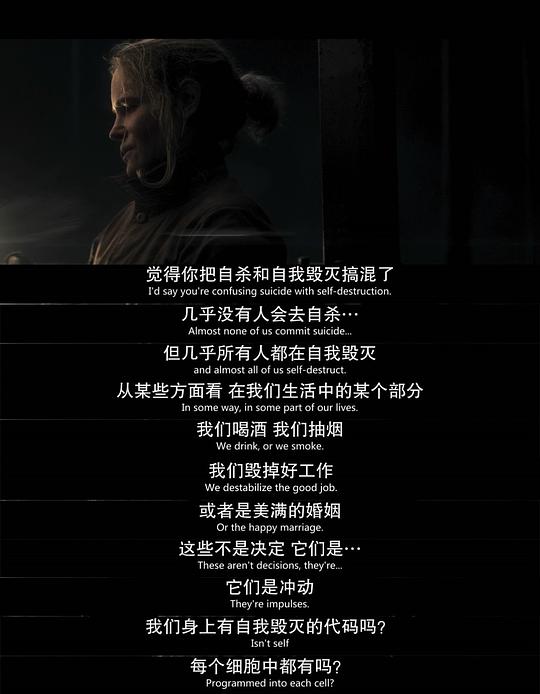 觉得你把自杀和自我毁灭搞混了
I'd say you're confusing suicide with self-destruction.
几乎没有人会去自杀…
Almost none of us commit suicide...
但几乎所有人都在自我毁灭
and almost all of us self-destruct.
从某些方面看 在我们生活中的某个部分
In some way, in some part of our lives.
我们喝酒 我们抽烟
We drink, or we smoke.
我们毁掉好工作
We destabilize the good job.
或者是美满的婚姻
Or the happy marriage.
这些不是决定 它们是…
These aren't decisions, they're...
它们是冲动
They're impulses.
我们身上有自我毁灭的代码吗?
Isn't self
每个细胞中都有吗?
Programmed into each cell?